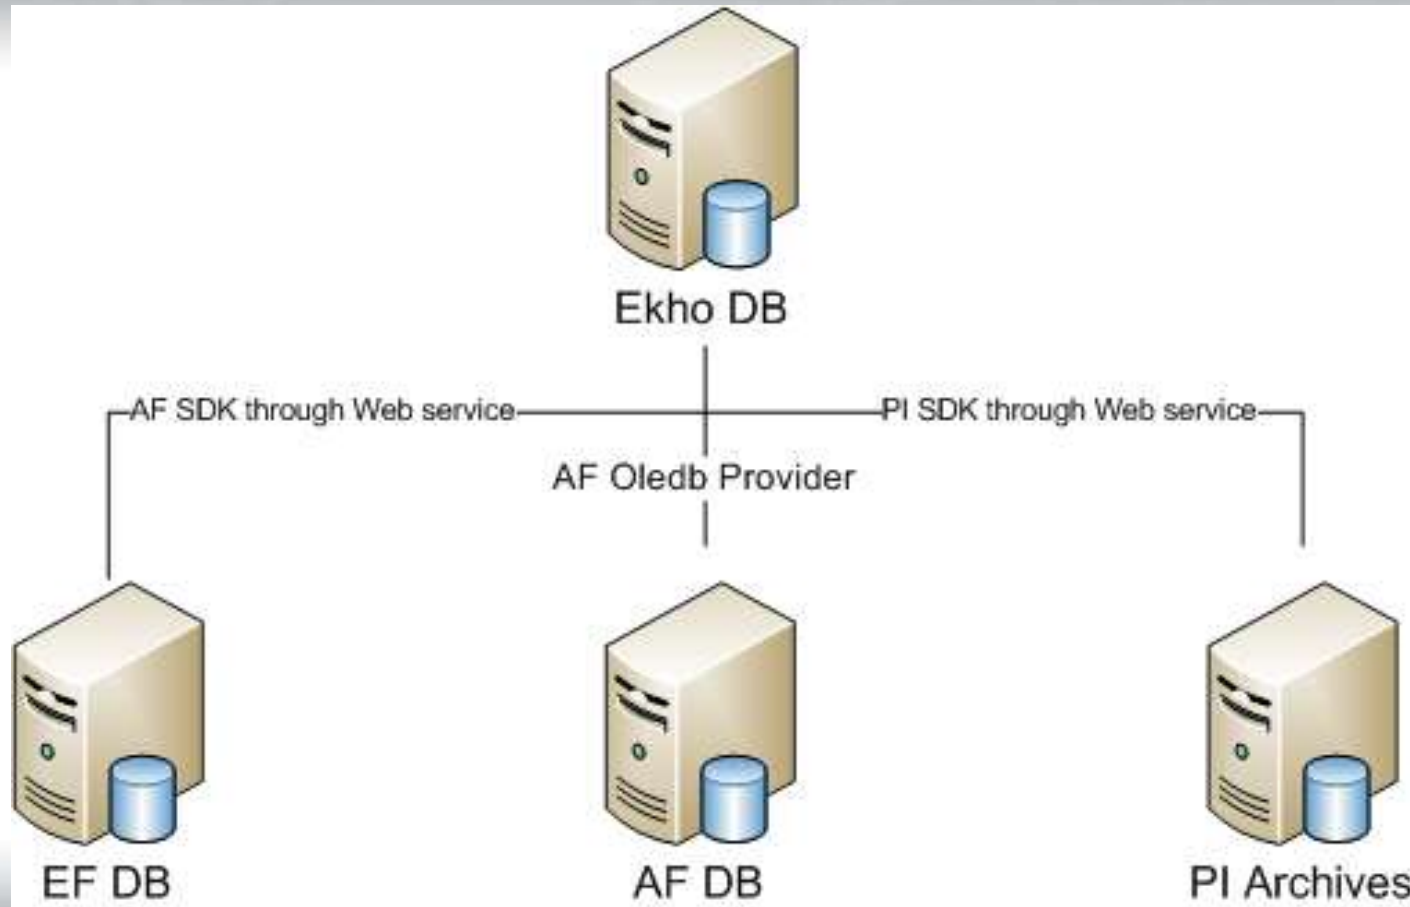 Ekho DB
AF SDK through Web service
PI SDK through Web service
AF Oledb Provider
EF DB
AF DB
PI Archives